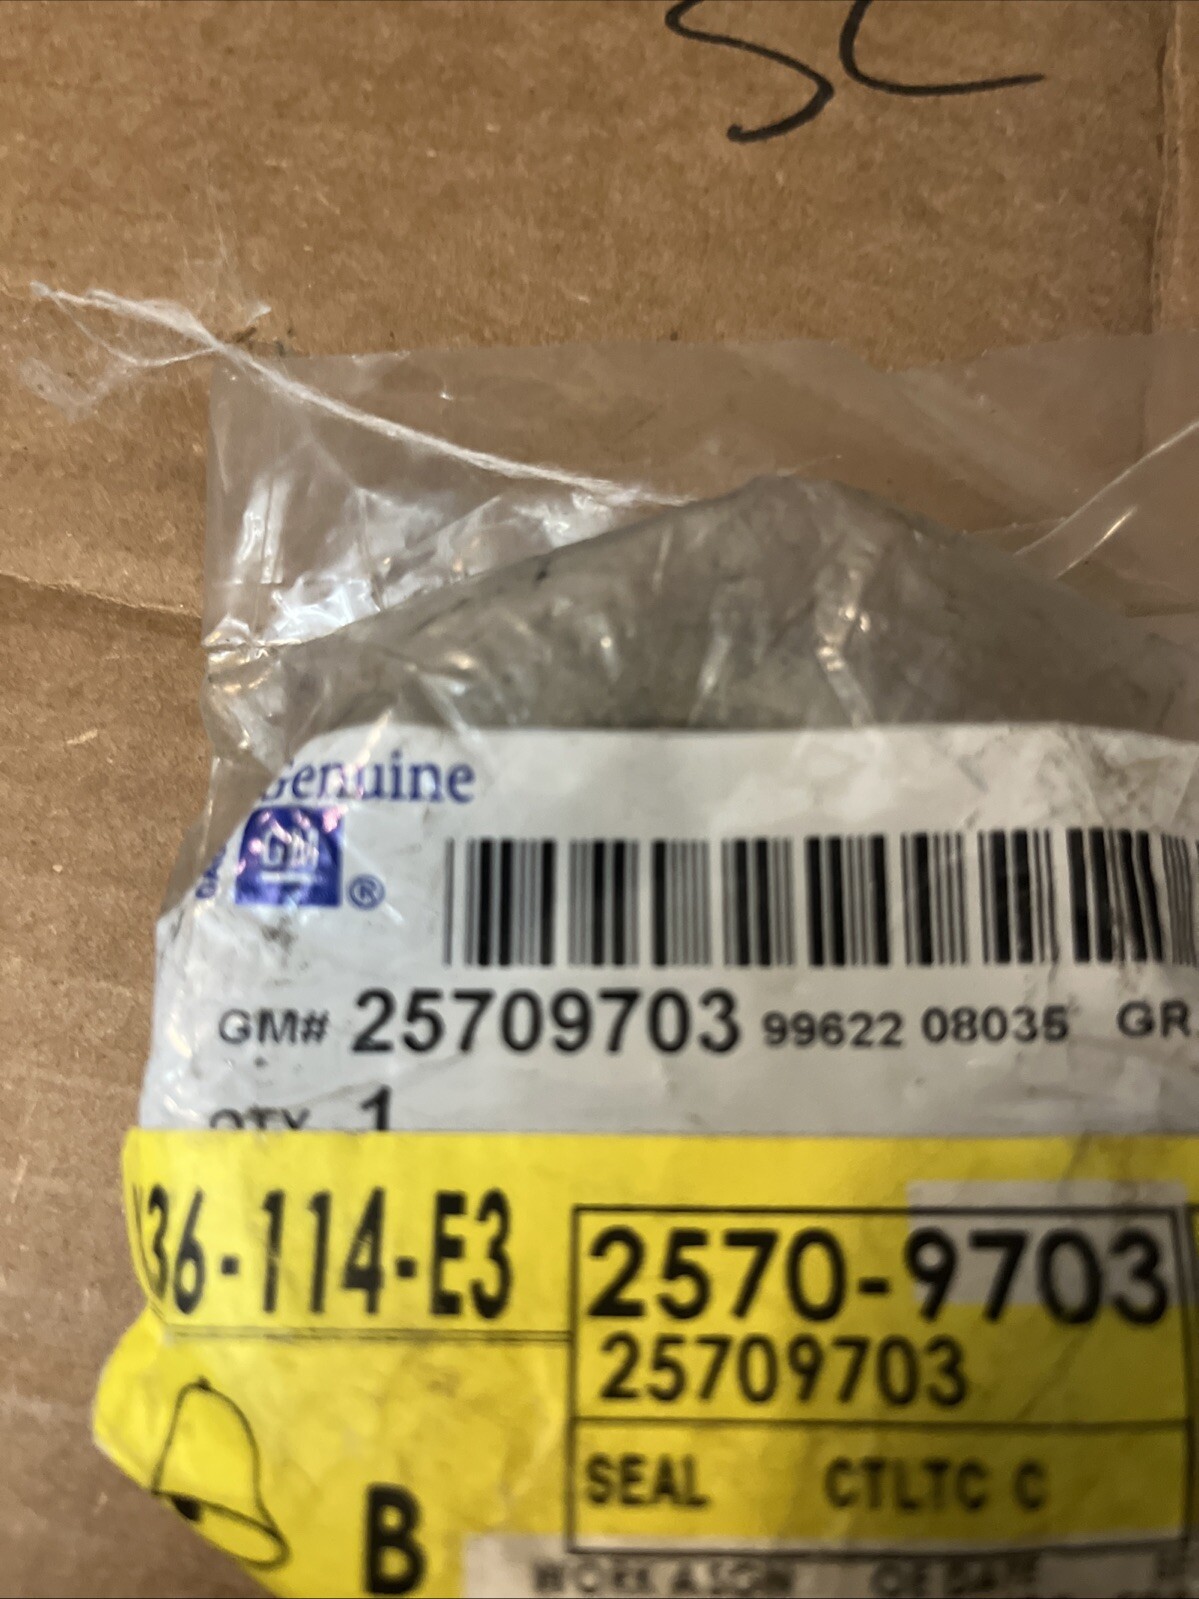 SC
Genuine
GM ®
GM# 25709703 99622 08035 GR
QTY 1
36-114-E3
2570-9703
25709703
SEAL CTLTC C
B